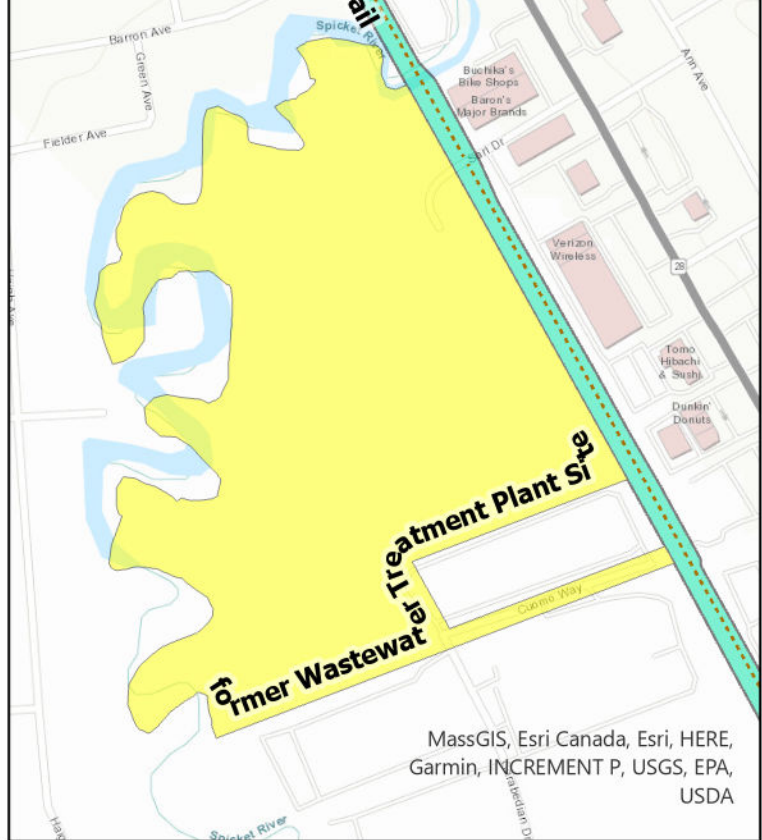 ail
Spicket River
Barron Ave
Green Ave
Fielder Ave
Ann Ave
Buchika's
Bike Shops
Baron's
Major Brands
Earl Dr
Verizon
Wireless
28
Tomo
Hibachi
& Sushi
Dunkin'
Donuts
former Wastewater Treatment Plant Site
Cuomo Way
MassGIS, Esri Canada, Esri, HERE,
Garmin, INCREMENT P, USGS, EPA,
USDA
Spicket River